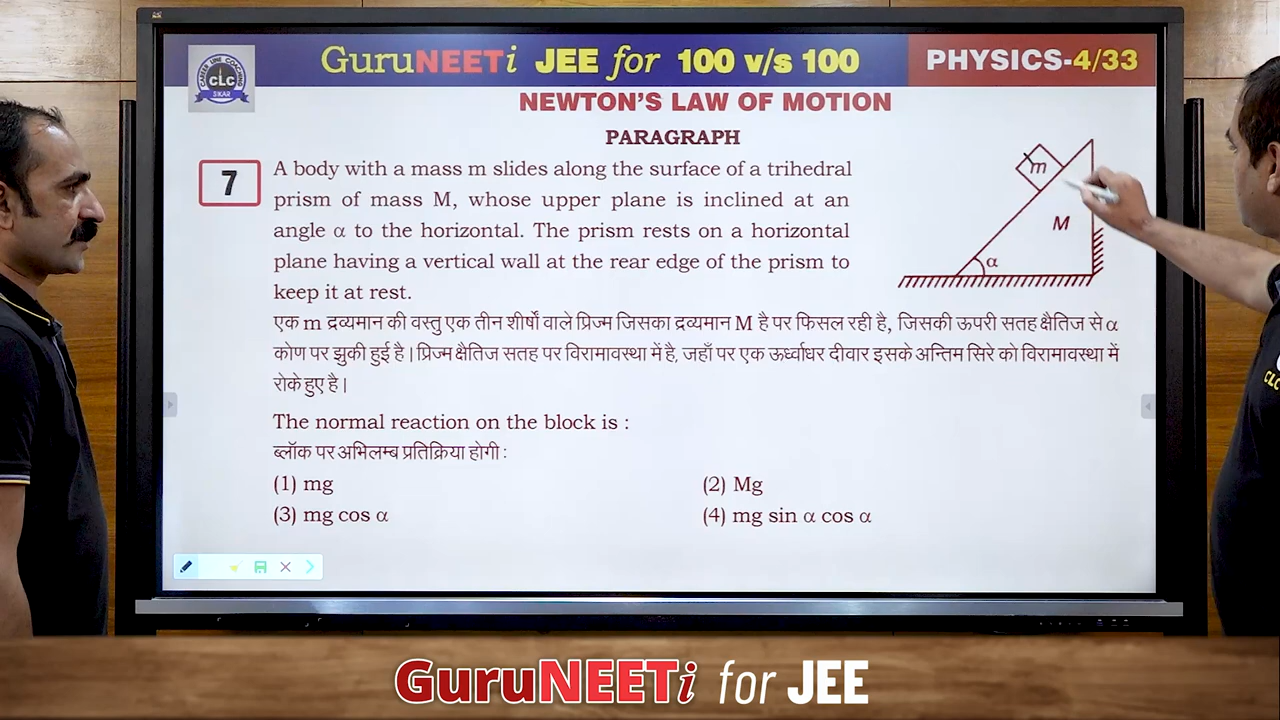 GuruNEETi JEE for 100 v/s 100
PHYSICS-4/33
CAREER LINE COACHING
CLC
SIKAR
NEWTON'S LAW OF MOTION
PARAGRAPH
7
A body with a mass m slides along the surface of a trihedral
prism of mass M, whose upper plane is inclined at an
angle α to the horizontal. The prism rests on a horizontal
plane having a vertical wall at the rear edge of the prism to
keep it at rest.
m
M
α
एक m द्रव्यमान की वस्तु एक तीन शीर्षों वाले प्रिज्म जिसका द्रव्यमान M है पर फिसल रही है, जिसकी ऊपरी सतह क्षैतिज से α
कोण पर झुकी हुई है। प्रिज्म क्षैतिज सतह पर विरामावस्था में है, जहाँ पर एक ऊर्ध्वाधर दीवार इसके अन्तिम सिरे को विरामावस्था में
रोके हुए है।
The normal reaction on the block is :
ब्लॉक पर अभिलम्ब प्रतिक्रिया होगी :
(1) mg
(2) Mg
(3) mg cos α
(4) mg sin α cos α
GuruNEETi for JEE